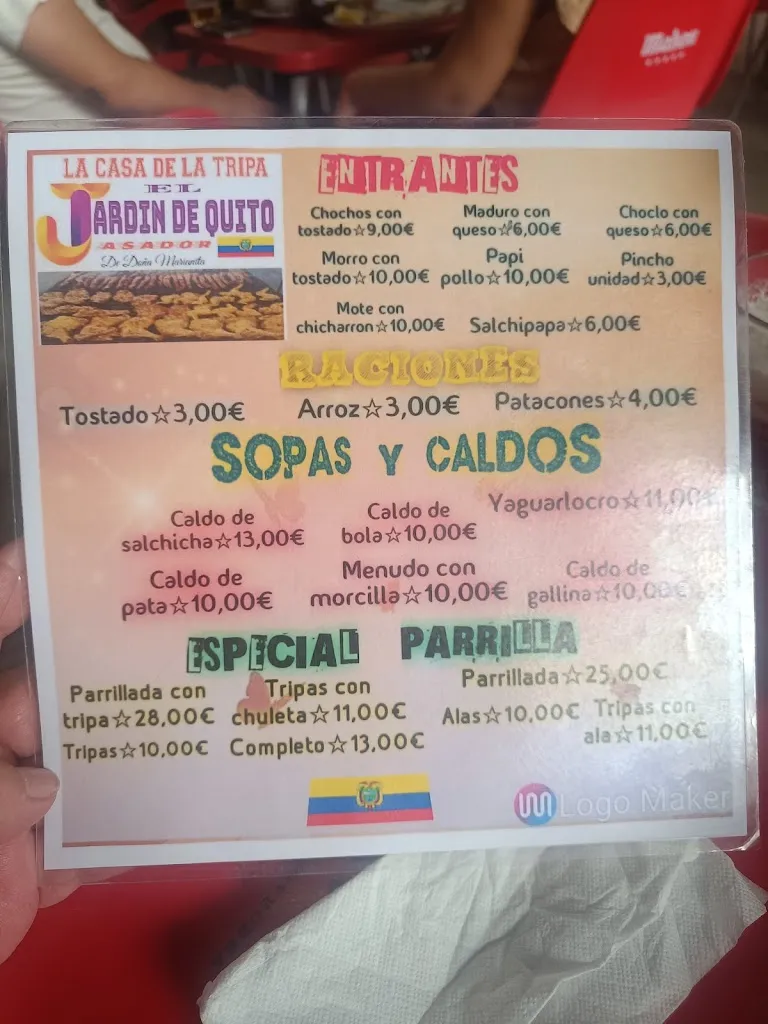 Mahou
LA CASA DE LA TRIPA
EL
JARDIN DE QUITO
ASADOR
De Doña Marianita
ENTRANTES
Chochos con
tostado☆9,00€
Maduro con
queso☆6,00€
Choclo con
queso☆6,00€
Morro con
tostado☆10,00€
Papi
pollo☆10,00€
Pincho
unidad☆3,00€
Mote con
chicharron☆10,00€
Salchipapa☆6,00€
RACIONES
Tostado☆3,00€
Arroz☆3,00€
Patacones☆4,00€
SOPAS Y CALDOS
Caldo de
salchicha☆13,00€
Caldo de
bola☆10,00€
Yaguarlocro☆11,00€
Caldo de
pata☆10,00€
Menudo con
morcilla☆10,00€
Caldo de
gallina☆10,00€
ESPECIAL PARRILLA
Parrillada con
tripa☆28,00€
Tripas con
chuleta☆11,00€
Parrillada☆25,00€
Alas☆10,00€
Tripas con
ala☆11,00€
Tripas☆10,00€
Completo☆13,00€
Logo Maker